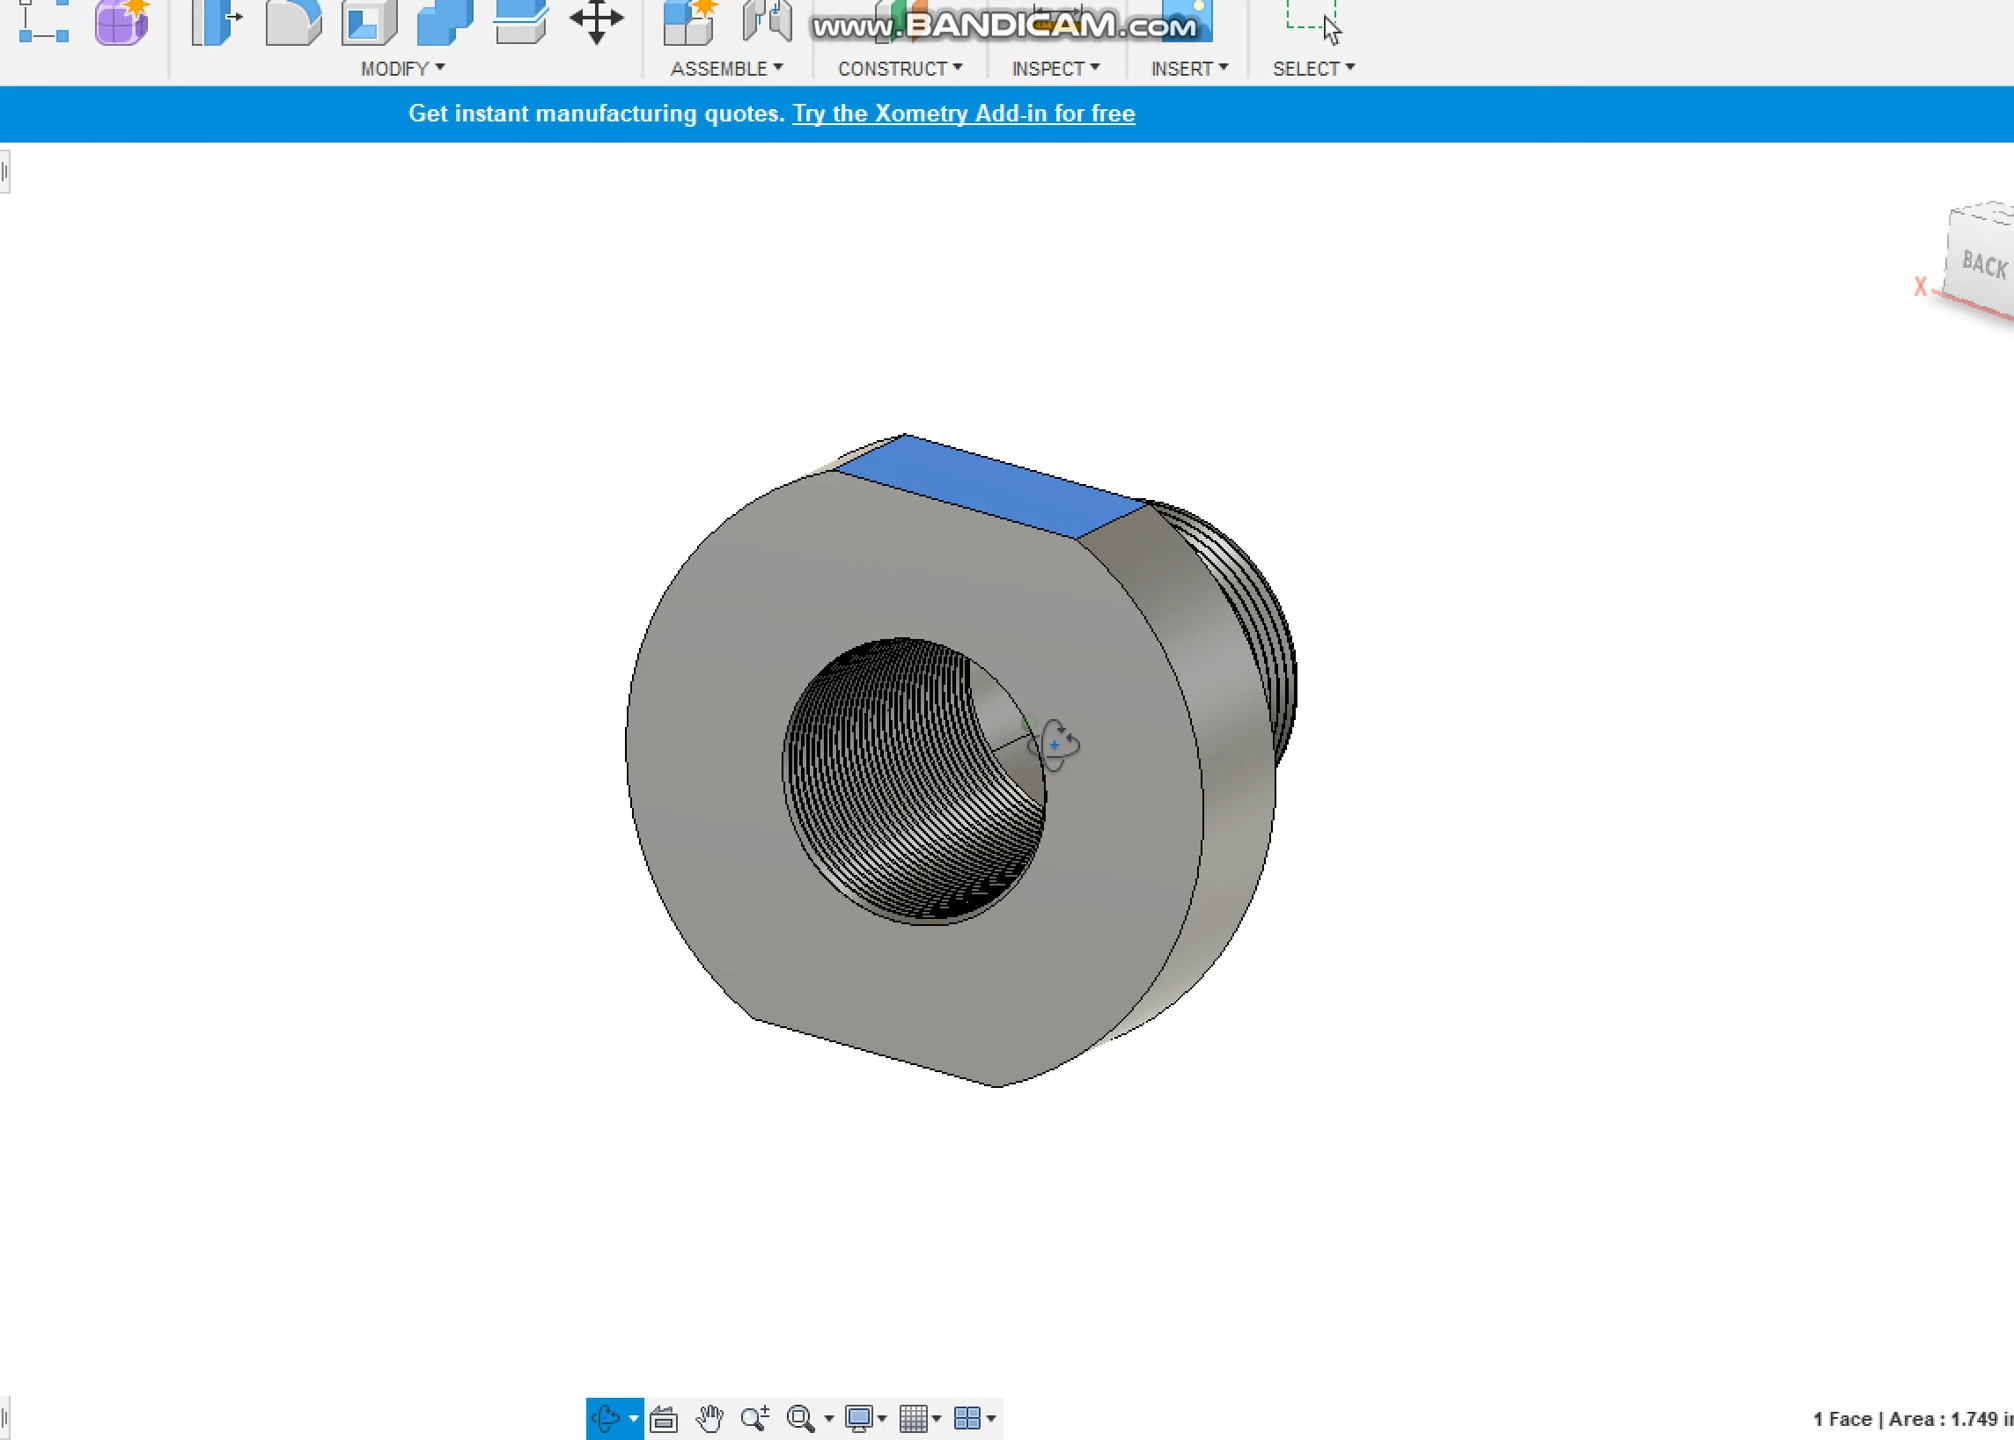 www.BANDICAM.com
MODIFY ASSEMBLE CONSTRUCT INSPECT INSERT SELECT
Get instant manufacturing quotes. Try the Xometry Add-in for free
BACK
X
1 Face | Area : 1.749 in